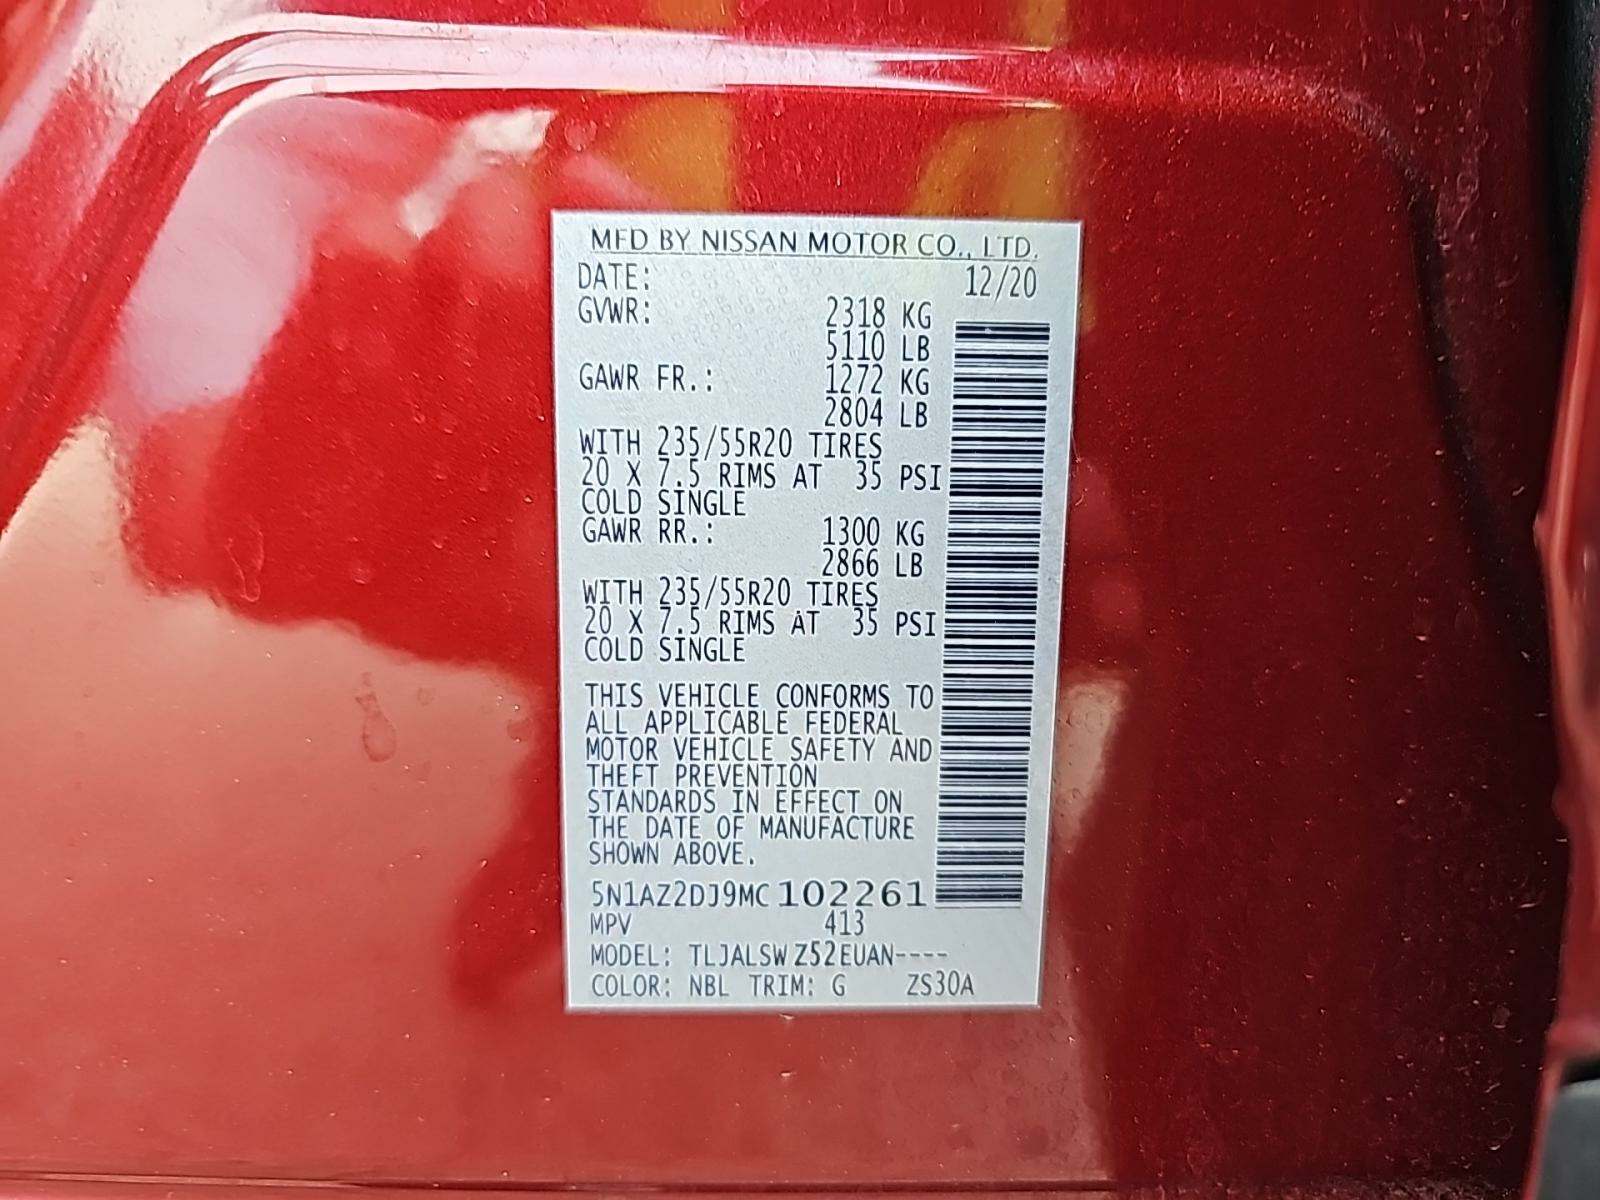 MFD BY NISSAN MOTOR CO., LTD.
DATE: 12/20
GVWR: 2318 KG
5110 LB
GAWR FR.: 1272 KG
2804 LB
WITH 235/55R20 TIRES
20 X 7.5 RIMS AT 35 PSI
COLD SINGLE
GAWR RR.: 1300 KG
2866 LB
WITH 235/55R20 TIRES
20 X 7.5 RIMS AT 35 PSI
COLD SINGLE
THIS VEHICLE CONFORMS TO
ALL APPLICABLE FEDERAL
MOTOR VEHICLE SAFETY AND
THEFT PREVENTION
STANDARDS IN EFFECT ON
THE DATE OF MANUFACTURE
SHOWN ABOVE.
5N1AZ2DJ9MC102261
MPV 413
MODEL: TLJALSWZ52EUAN----
COLOR: NBL TRIM: G ZS30A